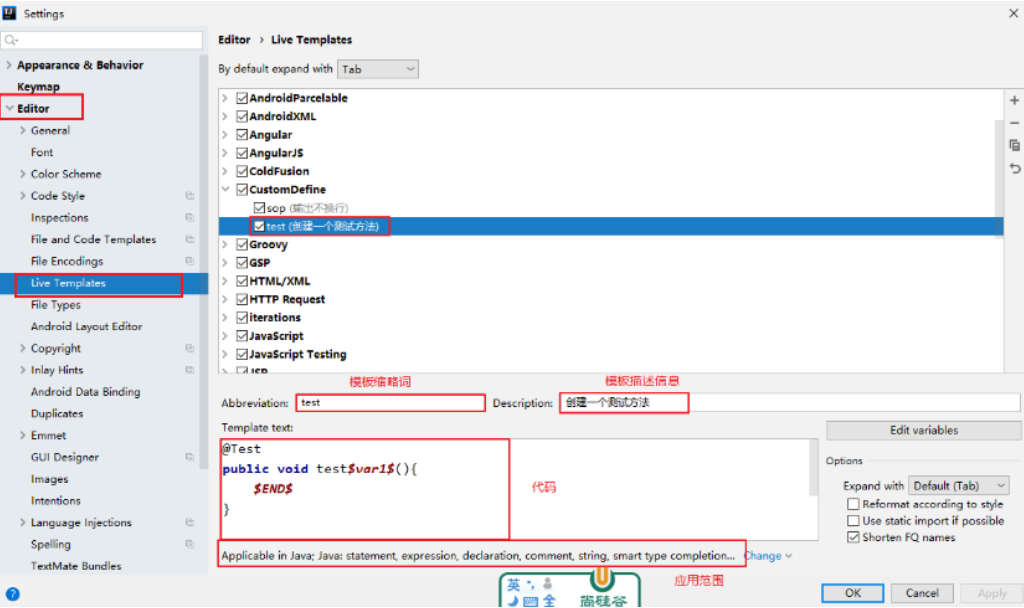 Settings
Appearance & Behavior
Keymap
Editor
General
Font
Color Scheme
Code Style
Inspections
File and Code Templates
File Encodings
Live Templates
File Types
Android Layout Editor
Copyright
Inlay Hints
Android Data Binding
Duplicates
Emmet
GUI Designer
Images
Intentions
Language Injections
Spelling
TextMate Bundles
Editor › Live Templates
By default expand with Tab
AndroidParcelable
AndroidXML
Angular
AngularJS
ColdFusion
CustomDefine
sop (输出不换行)
test (创建一个测试方法)
Groovy
GSP
HTML/XML
HTTP Request
iterations
JavaScript
JavaScript Testing
JSP
模板缩略词 模板描述信息
Abbreviation: test Description: 创建一个测试方法
Template text:
@Test
public void test$var1$(){
$END$
}
代码
Edit variables
Options
Expand with Default (Tab)
Reformat according to style
Use static import if possible
Shorten FQ names
Applicable in Java; Java: statement, expression, declaration, comment, string, smart type completion... Change
应用范围
英 全 尚硅谷
? OK Cancel Apply